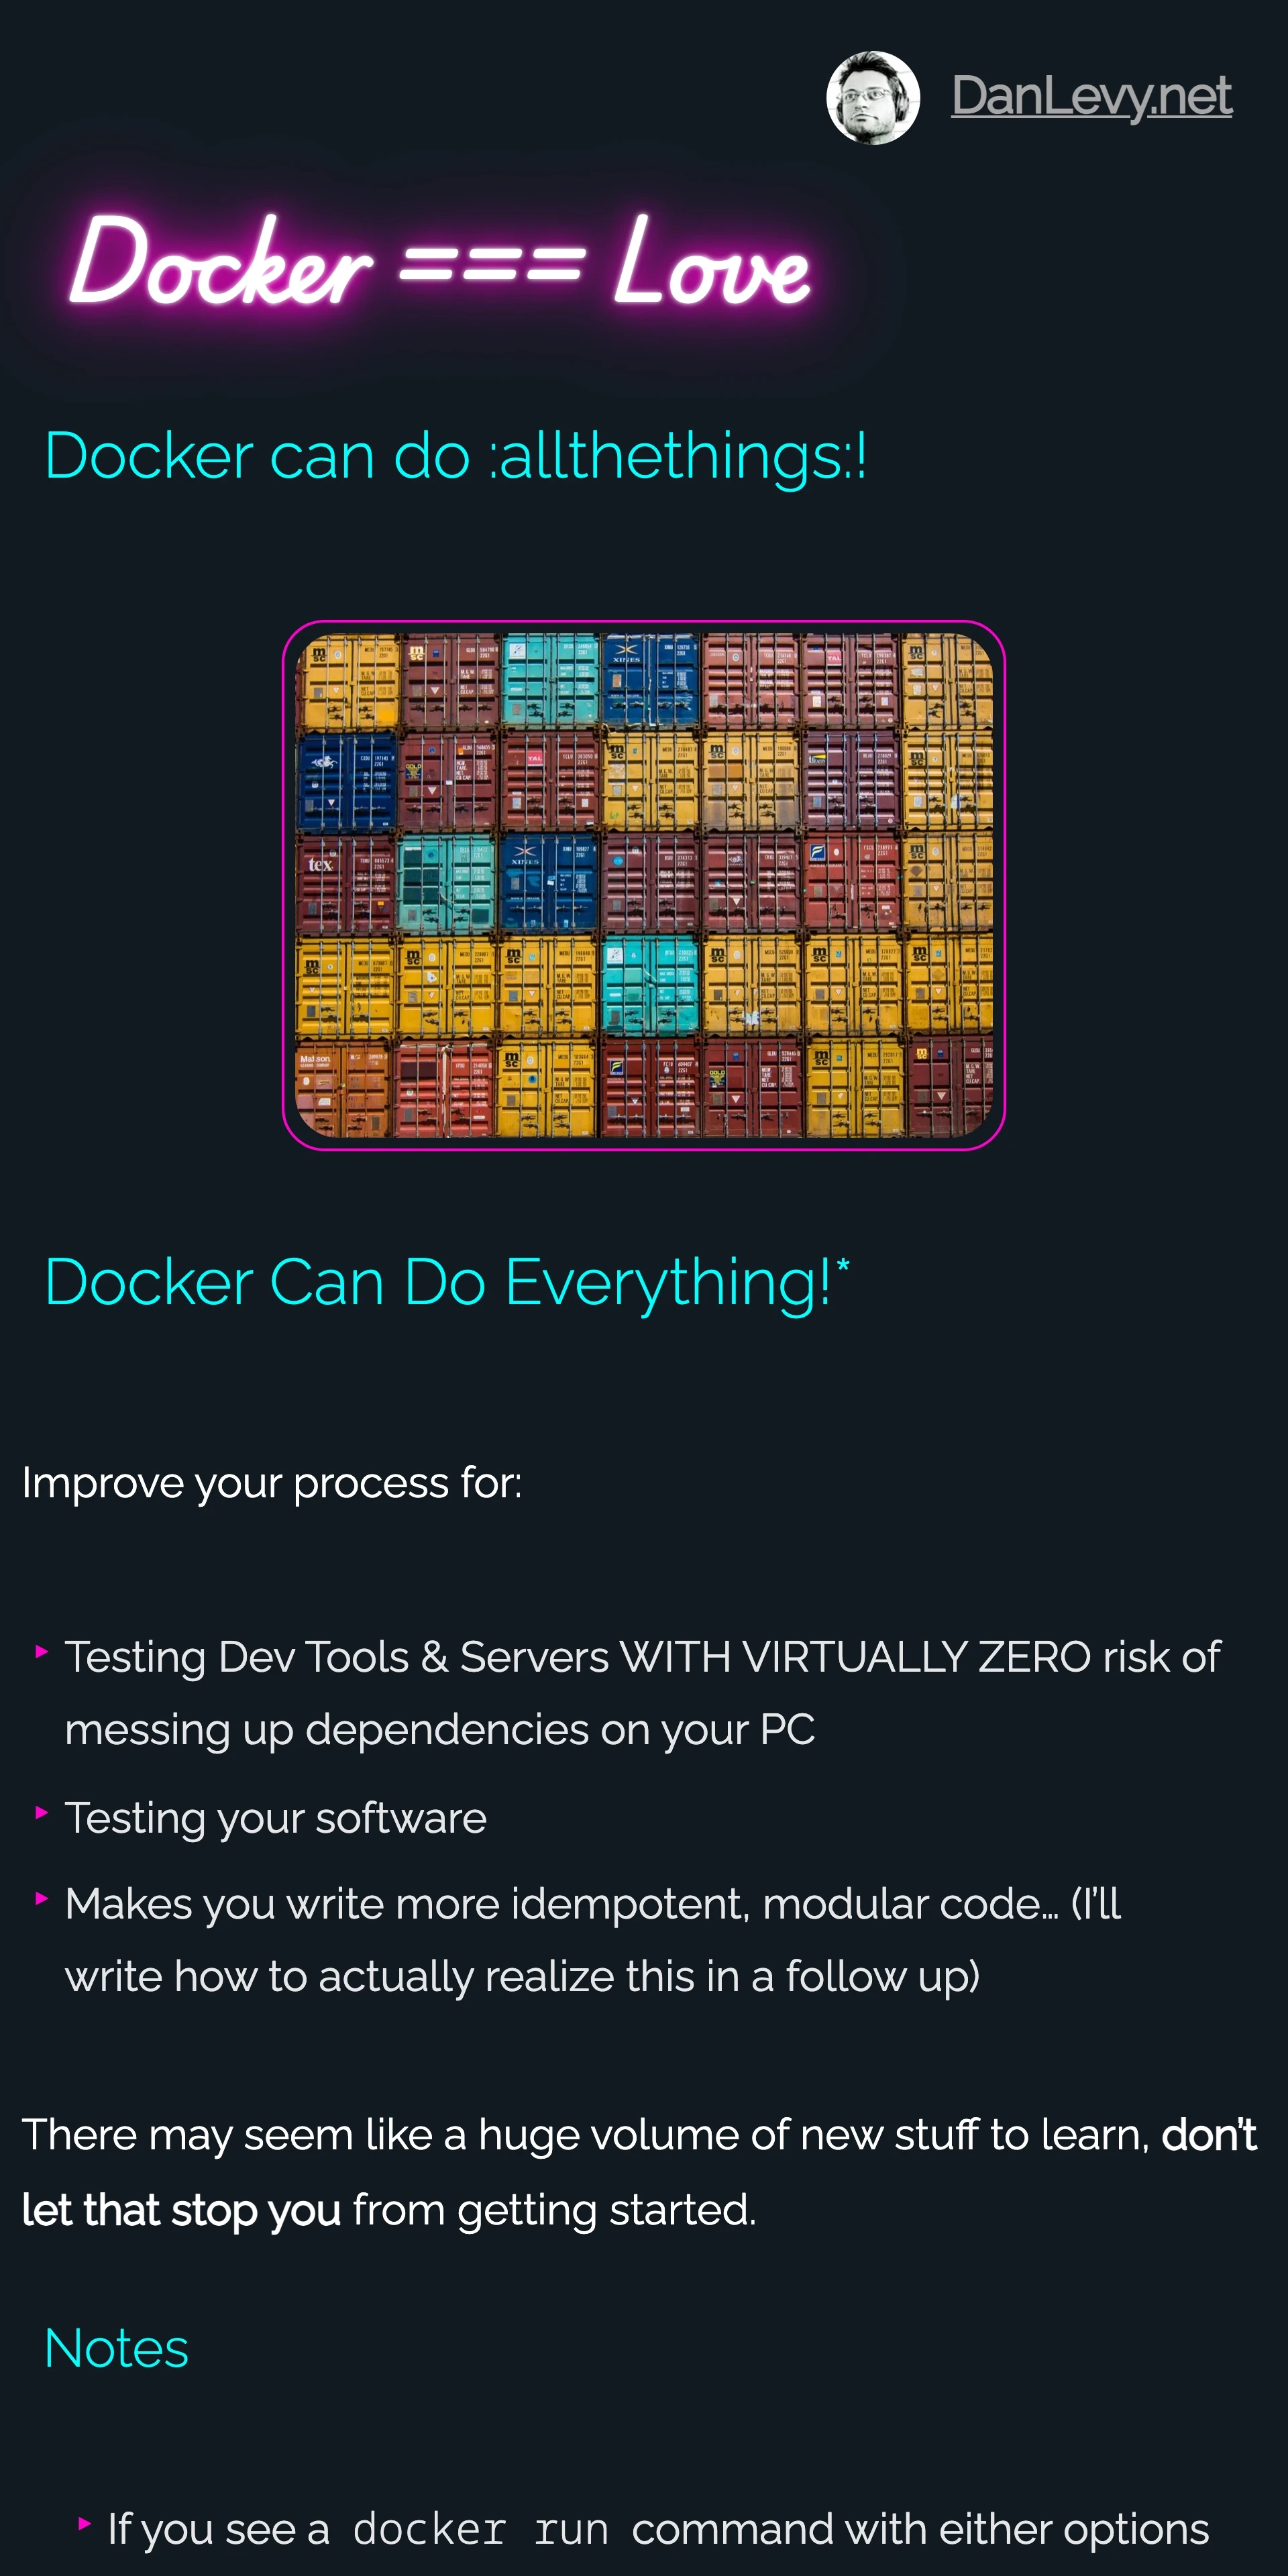 DanLevy.net
Docker === Love
Docker can do :allthethings:!
Docker Can Do Everything!*
Improve your process for:
Testing Dev Tools & Servers WITH VIRTUALLY ZERO risk of
messing up dependencies on your PC
Testing your software
Makes you write more idempotent, modular code… (I’ll
write how to actually realize this in a follow up)
There may seem like a huge volume of new stuff to learn, don’t
let that stop you from getting started.
Notes
If you see a docker run command with either options